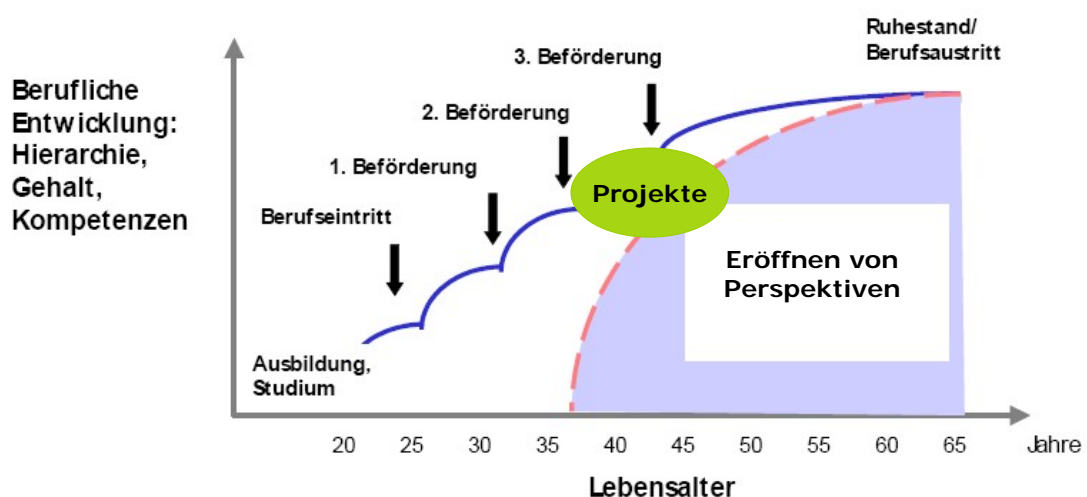 Ruhestand/
Berufsaustritt
3. Beförderung
Berufliche
Entwicklung:
Hierarchie,
Gehalt,
Kompetenzen
2. Beförderung
1. Beförderung
Projekte
Berufseintritt
Eröffnen von
Perspektiven
Ausbildung,
Studium
20 25 30 35 40 45 50 55 60 65 Jahre
Lebensalter